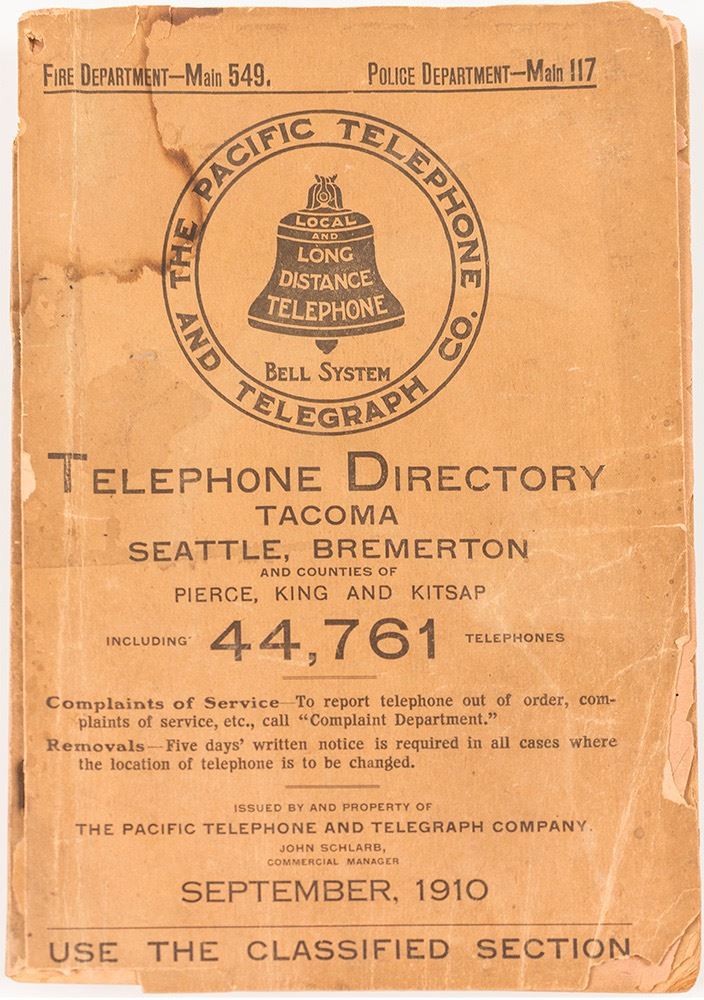 FIRE DEPARTMENT—Main 549. POLICE DEPARTMENT—Main 117
THE PACIFIC TELEPHONE
AND TELEGRAPH CO.
LOCAL
AND
LONG
DISTANCE
TELEPHONE
BELL SYSTEM
TELEPHONE DIRECTORY
TACOMA
SEATTLE, BREMERTON
AND COUNTIES OF
PIERCE, KING AND KITSAP
INCLUDING 44,761 TELEPHONES
Complaints of Service—To report telephone out of order, com-
plaints of service, etc., call "Complaint Department."
Removals—Five days' written notice is required in all cases where
the location of telephone is to be changed.
ISSUED BY AND PROPERTY OF
THE PACIFIC TELEPHONE AND TELEGRAPH COMPANY.
JOHN SCHLARB,
COMMERCIAL MANAGER
SEPTEMBER, 1910
USE THE CLASSIFIED SECTION